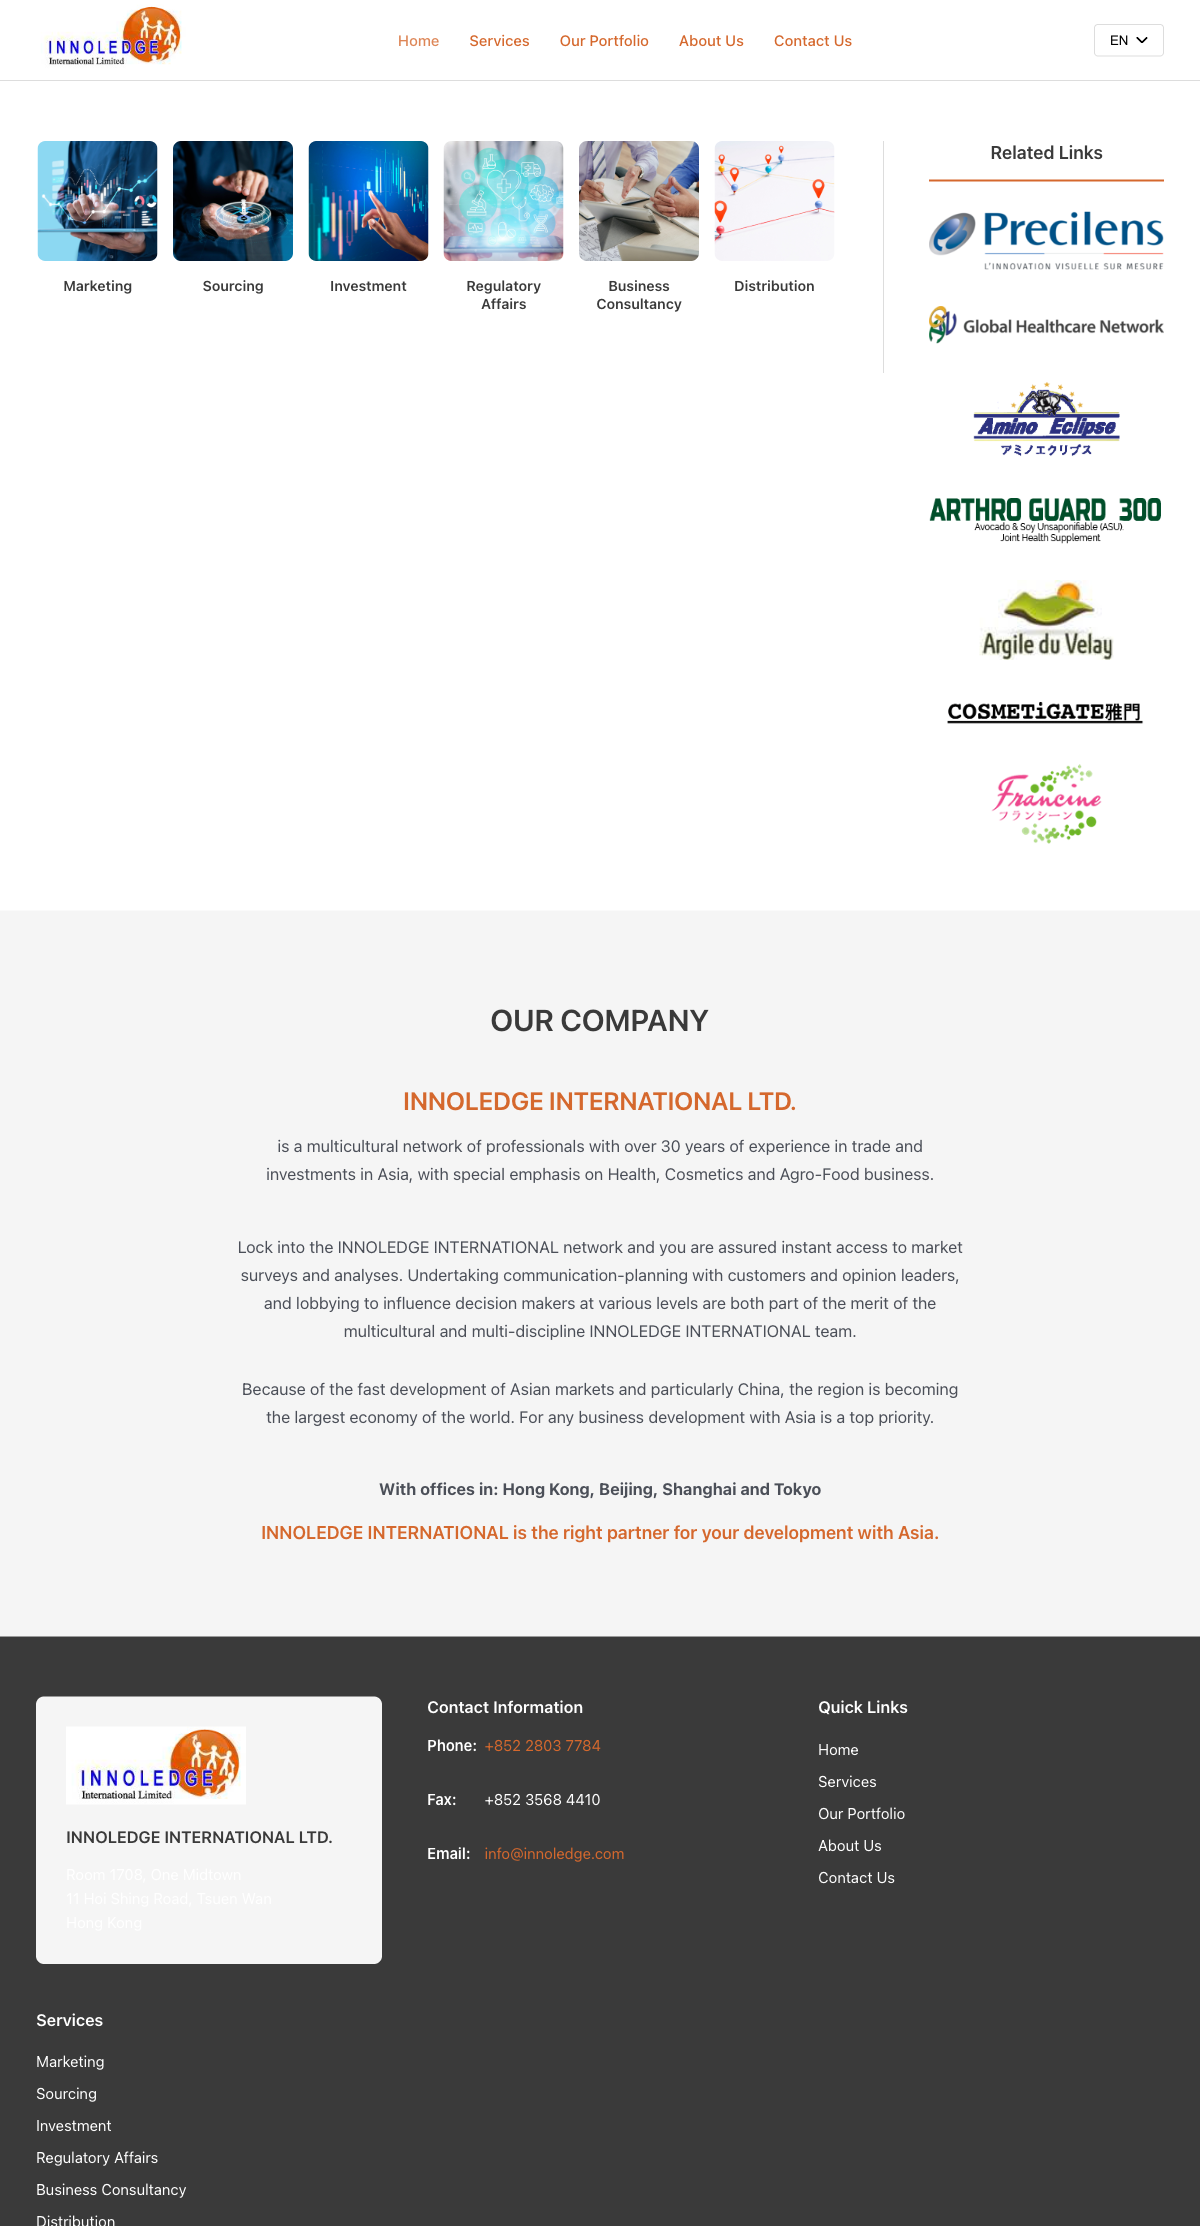 INNOLEDGE
International Limited
Home
Services
Our Portfolio
About Us
Contact Us
EN
Marketing
Sourcing
Investment
Regulatory
Affairs
Business
Consultancy
Distribution
Related Links
Precilens
L'INNOVATION VISUELLE SUR MESURE
Global Healthcare Network
Amino Eclipse
アミノエクリプス
ARTHRO GUARD 300
Avocado & Soy Unsaponifiable (ASU)
Joint Health Supplement
Argile du Velay
COSMETiGATE雅門
Francine
フランシーン
OUR COMPANY
INNOLEDGE INTERNATIONAL LTD.
is a multicultural network of professionals with over 30 years of experience in trade and
investments in Asia, with special emphasis on Health, Cosmetics and Agro-Food business.
Lock into the INNOLEDGE INTERNATIONAL network and you are assured instant access to market
surveys and analyses. Undertaking communication-planning with customers and opinion leaders,
and lobbying to influence decision makers at various levels are both part of the merit of the
multicultural and multi-discipline INNOLEDGE INTERNATIONAL team.
Because of the fast development of Asian markets and particularly China, the region is becoming
the largest economy of the world. For any business development with Asia is a top priority.
With offices in: Hong Kong, Beijing, Shanghai and Tokyo
INNOLEDGE INTERNATIONAL is the right partner for your development with Asia.
INNOLEDGE
International Limited
INNOLEDGE INTERNATIONAL LTD.
Room 1708, One Midtown
11 Hoi Shing Road, Tsuen Wan
Hong Kong
Contact Information
Phone: +852 2803 7784
Fax: +852 3568 4410
Email: info@innoledge.com
Quick Links
Home
Services
Our Portfolio
About Us
Contact Us
Services
Marketing
Sourcing
Investment
Regulatory Affairs
Business Consultancy
Distribution